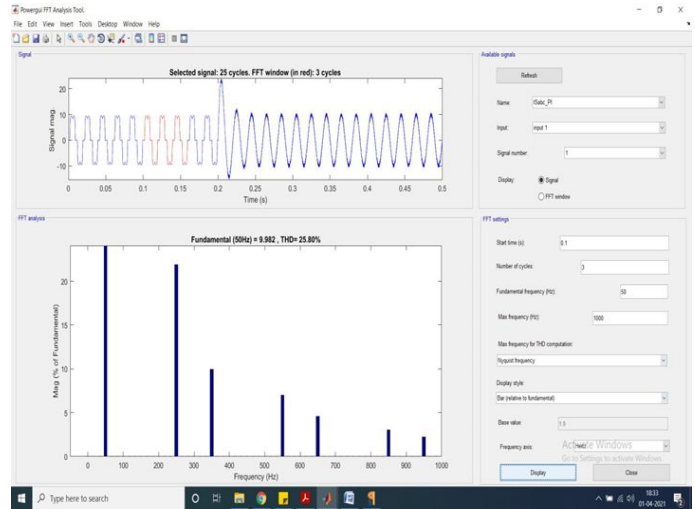 Powergui FFT Analysis Tool.
File Edit View Insert Tools Desktop Window Help
Signal
Selected signal: 25 cycles. FFT window (in red): 3 cycles
Signal mag.
20
10
0
-10
0 0.05 0.1 0.15 0.2 0.25 0.3 0.35 0.4 0.45 0.5
Time (s)
FFT analysis
Fundamental (50Hz) = 9.982 , THD= 25.80%
Mag (% of Fundamental)
20
15
10
5
0
0 100 200 300 400 500 600 700 800 900 1000
Frequency (Hz)
Available signals
Refresh
Name:
ISabc_PI
Input:
input 1
Signal number:
1
Display:
Signal
FFT window
FFT settings
Start time (s):
0.1
Number of cycles:
3
Fundamental frequency (Hz):
50
Max frequency (Hz):
1000
Max frequency for THD computation:
Nyquist frequency
Display style:
Bar (relative to fundamental)
Base value:
1.0
Frequency axis:
Hertz
Activate Windows
Go to Settings to activate Windows.
Display
Close
Type here to search
18:33
01-04-2021